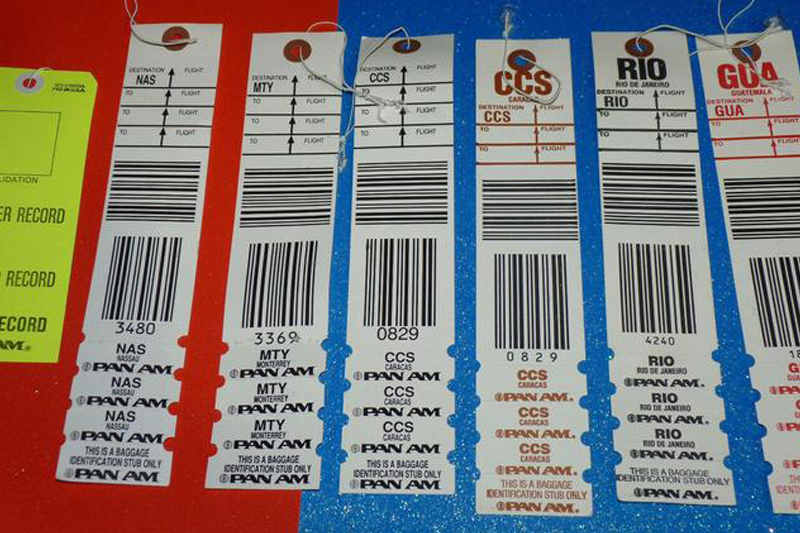 LIDATION
ER RECORD
RECORD
ECORD
AM.
DESTINATION FLIGHT
NAS
TO FLIGHT
TO
TO FLIGHT
3480
NAS
NASSAU
PAN AM
NAS
NASSAU
PAN AM
NAS
NASSAU
PAN AM
THIS IS A BAGGAGE
IDENTIFICATION STUB ONLY
PAN AM
DESTINATION FLIGHT
MTY
TO FLIGHT
TO FLIGHT
TO FLIGHT
3369
MTY
MONTERREY
PAN AM
MTY
MONTERREY
PAN AM
MTY
MONTERREY
PAN AM
THIS IS A BAGGAGE
IDENTIFICATION STUB ONLY
PAN AM
DESTINATION FLIGHT
CCS
TO
TO
TO FLIGHT
0829
CCS
CARACAS
PAN AM
CCS
CARACAS
PAN AM
CCS
CARACAS
PAN AM
THIS IS A BAGGAGE
IDENTIFICATION STUB ONLY
PAN AM
CCS
DESTINATION FLIGHT
CCS
TO FLIGHT
TO FLIGHT
0829
CCS
CARACAS
PAN AM.
CCS
CARACAS
PAN AM.
CCS
CARACAS
PAN AM.
THIS IS A BAGGAGE
IDENTIFICATION STUB ONLY
PAN AM.
RIO
RIO DE JANEIRO
DESTINATION FLIGHT
RIO
TO FLIGHT
TO FLIGHT
4240
RIO
RIO DE JANEIRO
PAN AM.
RIO
RIO DE JANEIRO
PAN AM.
RIO
RIO DE JANEIRO
PAN AM.
THIS IS A BAGGAGE
IDENTIFICATION STUB ONLY
PAN AM.
GUA
GUATEMALA
DESTINATION FLIGHT
GUA
TO FLIGHT
TO FLIGHT